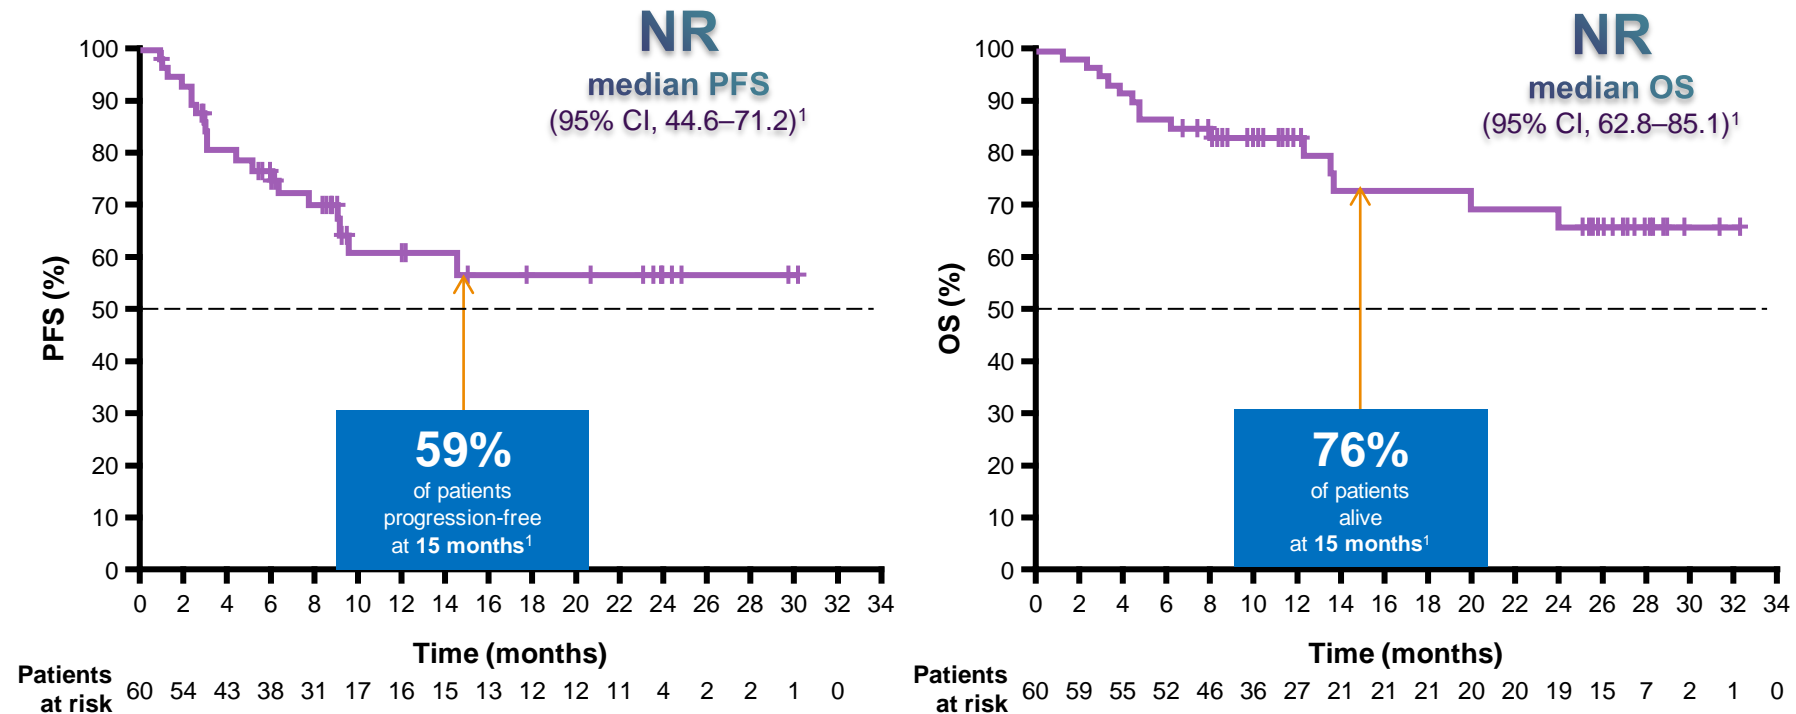 NR
median PFS
(95% CI, 44.6–71.2)1
100
90
80
70
60
50
40
30
20
10
0
PFS (%)
59%
of patients
progression-free
at 15 months1
0 2 4 6 8 10 12 14 16 18 20 22 24 26 28 30 32 34
Time (months)
Patients
at risk
60 54 43 38 31 17 16 15 13 12 12 11 4 2 2 1 0
NR
median OS
(95% CI, 62.8–85.1)1
100
90
80
70
60
50
40
30
20
10
0
OS (%)
76%
of patients
alive
at 15 months1
0 2 4 6 8 10 12 14 16 18 20 22 24 26 28 30 32 34
Time (months)
Patients
at risk
60 59 55 52 46 36 27 21 21 21 20 20 19 15 7 2 1 0